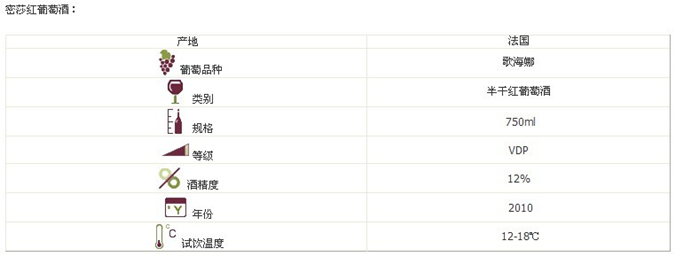 密莎红葡萄酒：
产地 法国
葡萄品种 歌海娜
类别 半干红葡萄酒
规格 750ml
等级 VDP
% 酒精度 12%
Y 年份 2010
°C 试饮温度 12-18℃